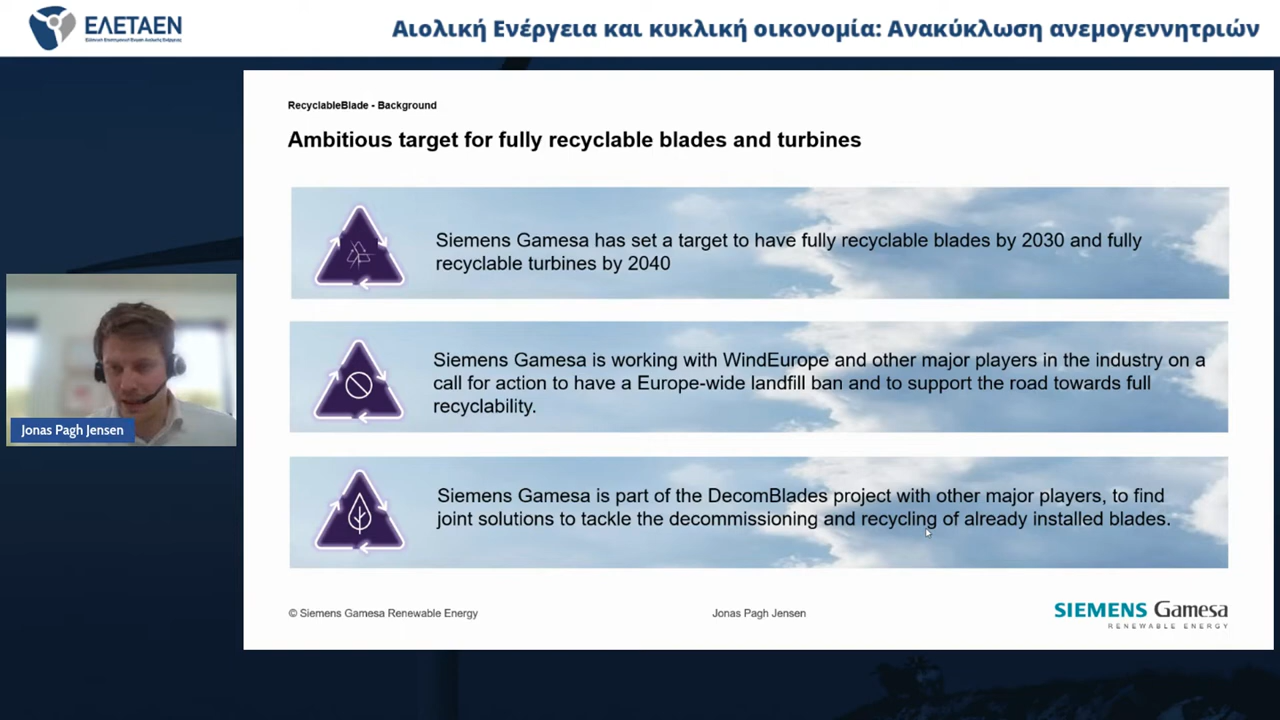 ΕΛΕΤΑΕΝ
Ελληνική Επιστημονική Ένωση Αιολικής Ενέργειας
Αιολική Ενέργεια και κυκλική οικονομία: Ανακύκλωση ανεμογεννητριών
RecyclableBlade - Background
Ambitious target for fully recyclable blades and turbines
Siemens Gamesa has set a target to have fully recyclable blades by 2030 and fully
recyclable turbines by 2040
Siemens Gamesa is working with WindEurope and other major players in the industry on a
call for action to have a Europe-wide landfill ban and to support the road towards full
recyclability.
Siemens Gamesa is part of the DecomBlades project with other major players, to find
joint solutions to tackle the decommissioning and recycling of already installed blades.
Jonas Pagh Jensen
© Siemens Gamesa Renewable Energy
Jonas Pagh Jensen
SIEMENS Gamesa
RENEWABLE ENERGY